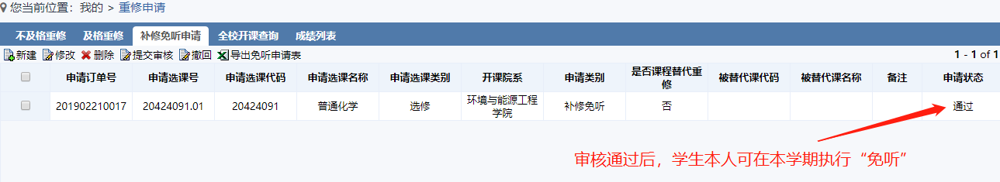 您当前位置：我的 > 重修申请
不及格重修 及格重修 补修免听申请 全校开课查询 成绩列表
新建 修改 删除 提交审核 撤回 导出免听申请表 1 - 1 of 1
申请订单号 申请选课号 申请选课代码 申请选课名称 申请选课类别 开课院系 申请类别 是否课程替代重修 被替代课代码 被替代课名称 备注 申请状态
201902210017 20424091.01 20424091 普通化学 选修 环境与能源工程学院 补修免听 否 通过
审核通过后，学生本人可在本学期执行“免听”